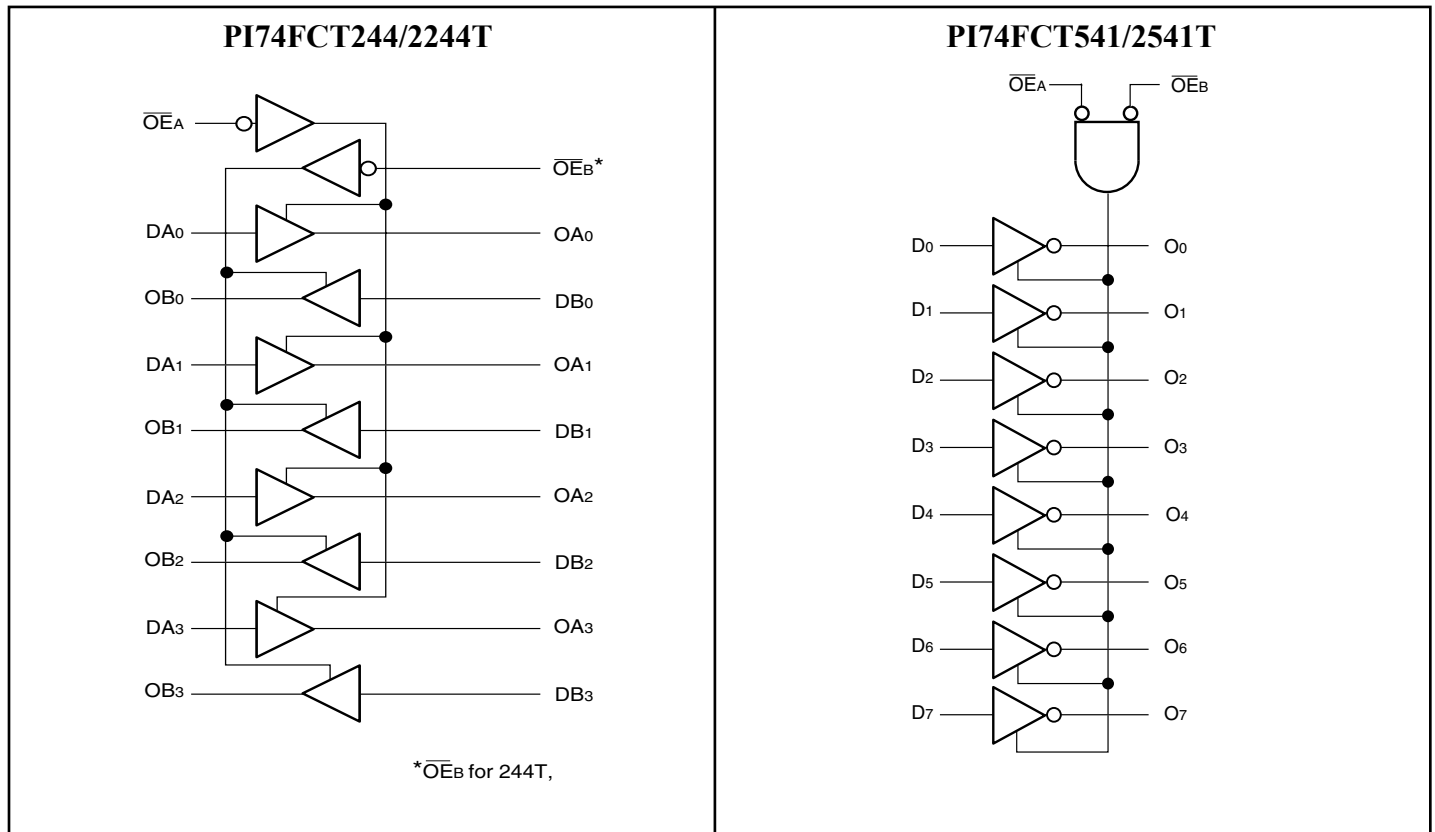 PI74FCT244/2244T
OEA
OEB*
DA0 OA0
OB0 DB0
DA1 OA1
OB1 DB1
DA2 OA2
OB2 DB2
DA3 OA3
OB3 DB3
*OEB for 244T,
PI74FCT541/2541T
OEA OEB
D0 O0
D1 O1
D2 O2
D3 O3
D4 O4
D5 O5
D6 O6
D7 O7